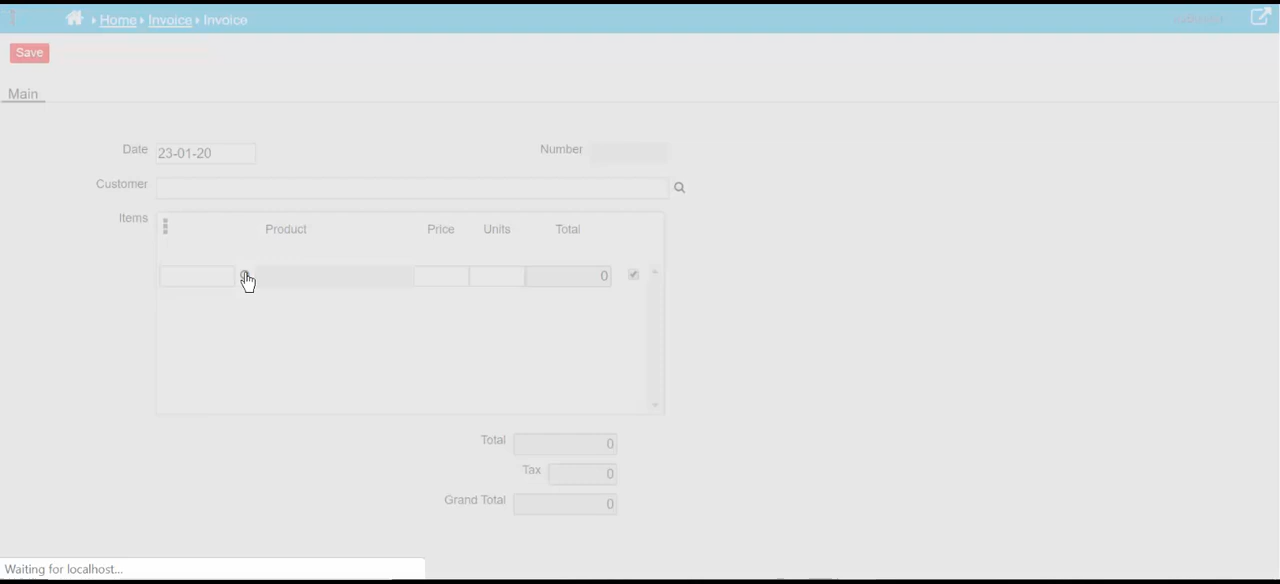 Home Invoice Invoice
Save
Main
Date 23-01-20 Number
Customer
Items
Product Price Units Total
0
Total 0
Tax 0
Grand Total 0
Waiting for localhost...